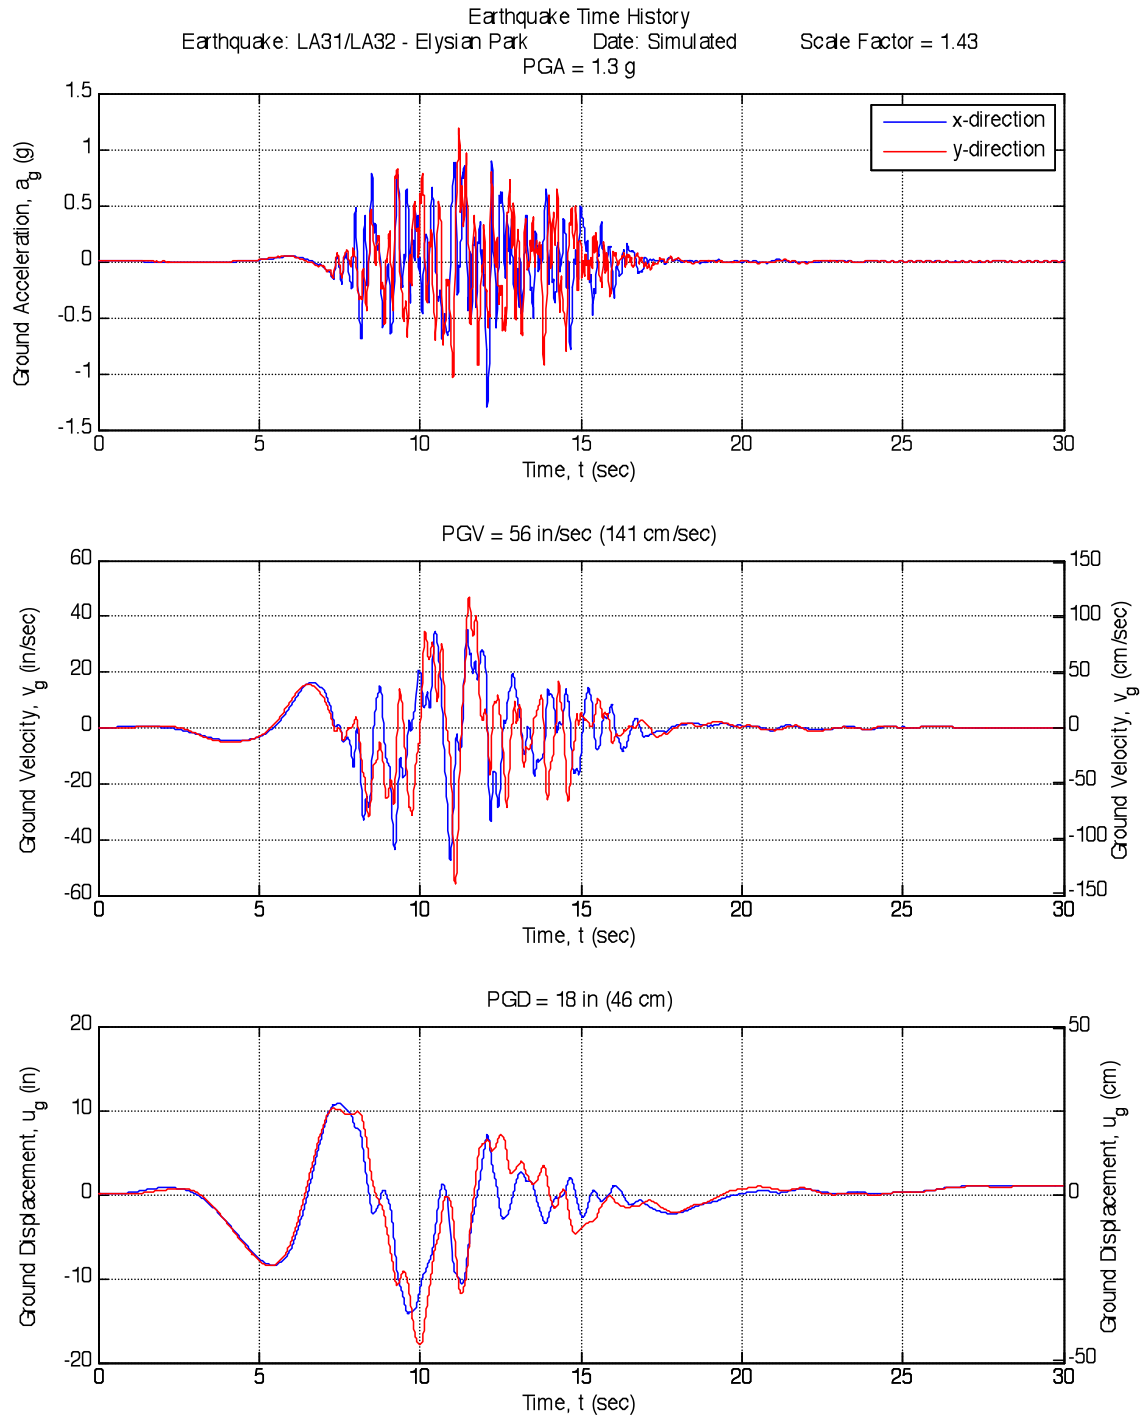 Earthquake Time History
Earthquake: LA31/LA32 - Elysian Park Date: Simulated Scale Factor = 1.43
PGA = 1.3 g
1.5
1
0.5
0
-0.5
-1
-1.5
Ground Acceleration, a_g (g)
x-direction
y-direction
0 5 10 15 20 25 30
Time, t (sec)
PGV = 56 in/sec (141 cm/sec)
60
40
20
0
-20
-40
-60
Ground Velocity, v_g (in/sec)
150
100
50
0
-50
-100
-150
Ground Velocity, v_g (cm/sec)
0 5 10 15 20 25 30
Time, t (sec)
PGD = 18 in (46 cm)
20
10
0
-10
-20
Ground Displacement, u_g (in)
50
0
-50
Ground Displacement, u_g (cm)
0 5 10 15 20 25 30
Time, t (sec)